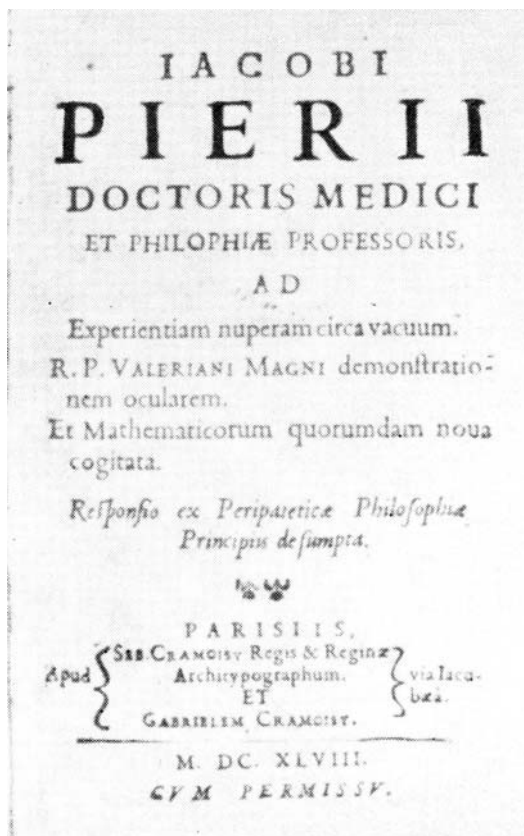 IACOBI
PIERII
DOCTORIS MEDICI
ET PHILOPHIÆ PROFESSORIS,
AD
Experientiam nuperam circa vacuum.
R. P. VALERIANI MAGNI demonſtratio-
nem ocularem.
Et Mathematicorum quorumdam noua
cogitata.
Reſponſio ex Peripateticæ Philoſophiæ
Principiis deſumpta.
PARISIIS,
Apud { SEB. CRAMOISY Regis & Reginæ
Architypographum.
ET
GABRIELEM CRAMOISY. } via Iacu-
bæa.
M. DC. XLVIII.
CVM PERMISSV.